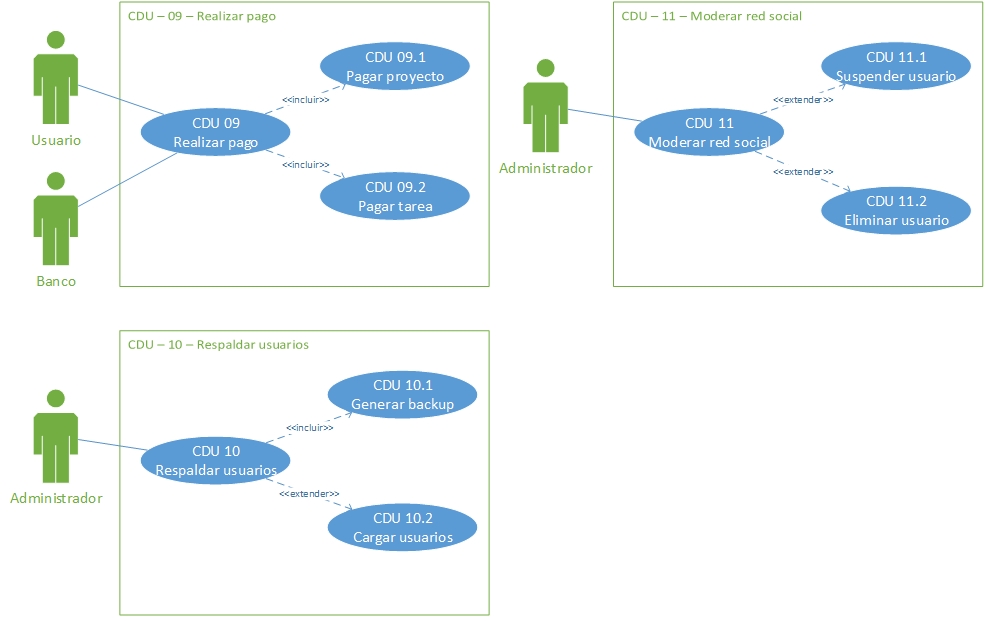 CDU – 09 – Realizar pago
CDU 09.1
Pagar proyecto
<<incluir>>
CDU 09
Realizar pago
<<incluir>>
CDU 09.2
Pagar tarea
Usuario
Banco
CDU – 11 – Moderar red social
CDU 11.1
Suspender usuario
<<extender>>
CDU 11
Moderar red social
<<extender>>
CDU 11.2
Eliminar usuario
Administrador
CDU – 10 – Respaldar usuarios
CDU 10.1
Generar backup
<<incluir>>
CDU 10
Respaldar usuarios
<<extender>>
CDU 10.2
Cargar usuarios
Administrador